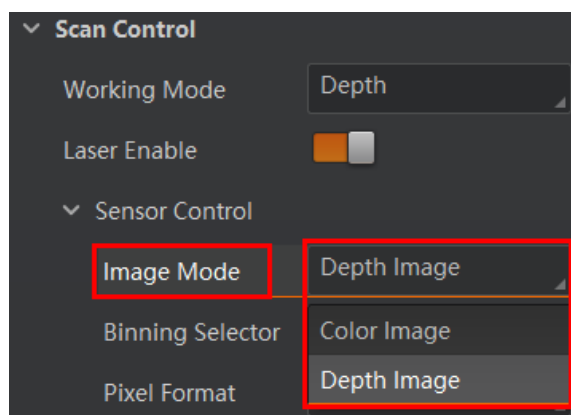 Scan Control
Working Mode Depth
Laser Enable
Sensor Control
Image Mode Depth Image
Binning Selector Color Image
Pixel Format Depth Image